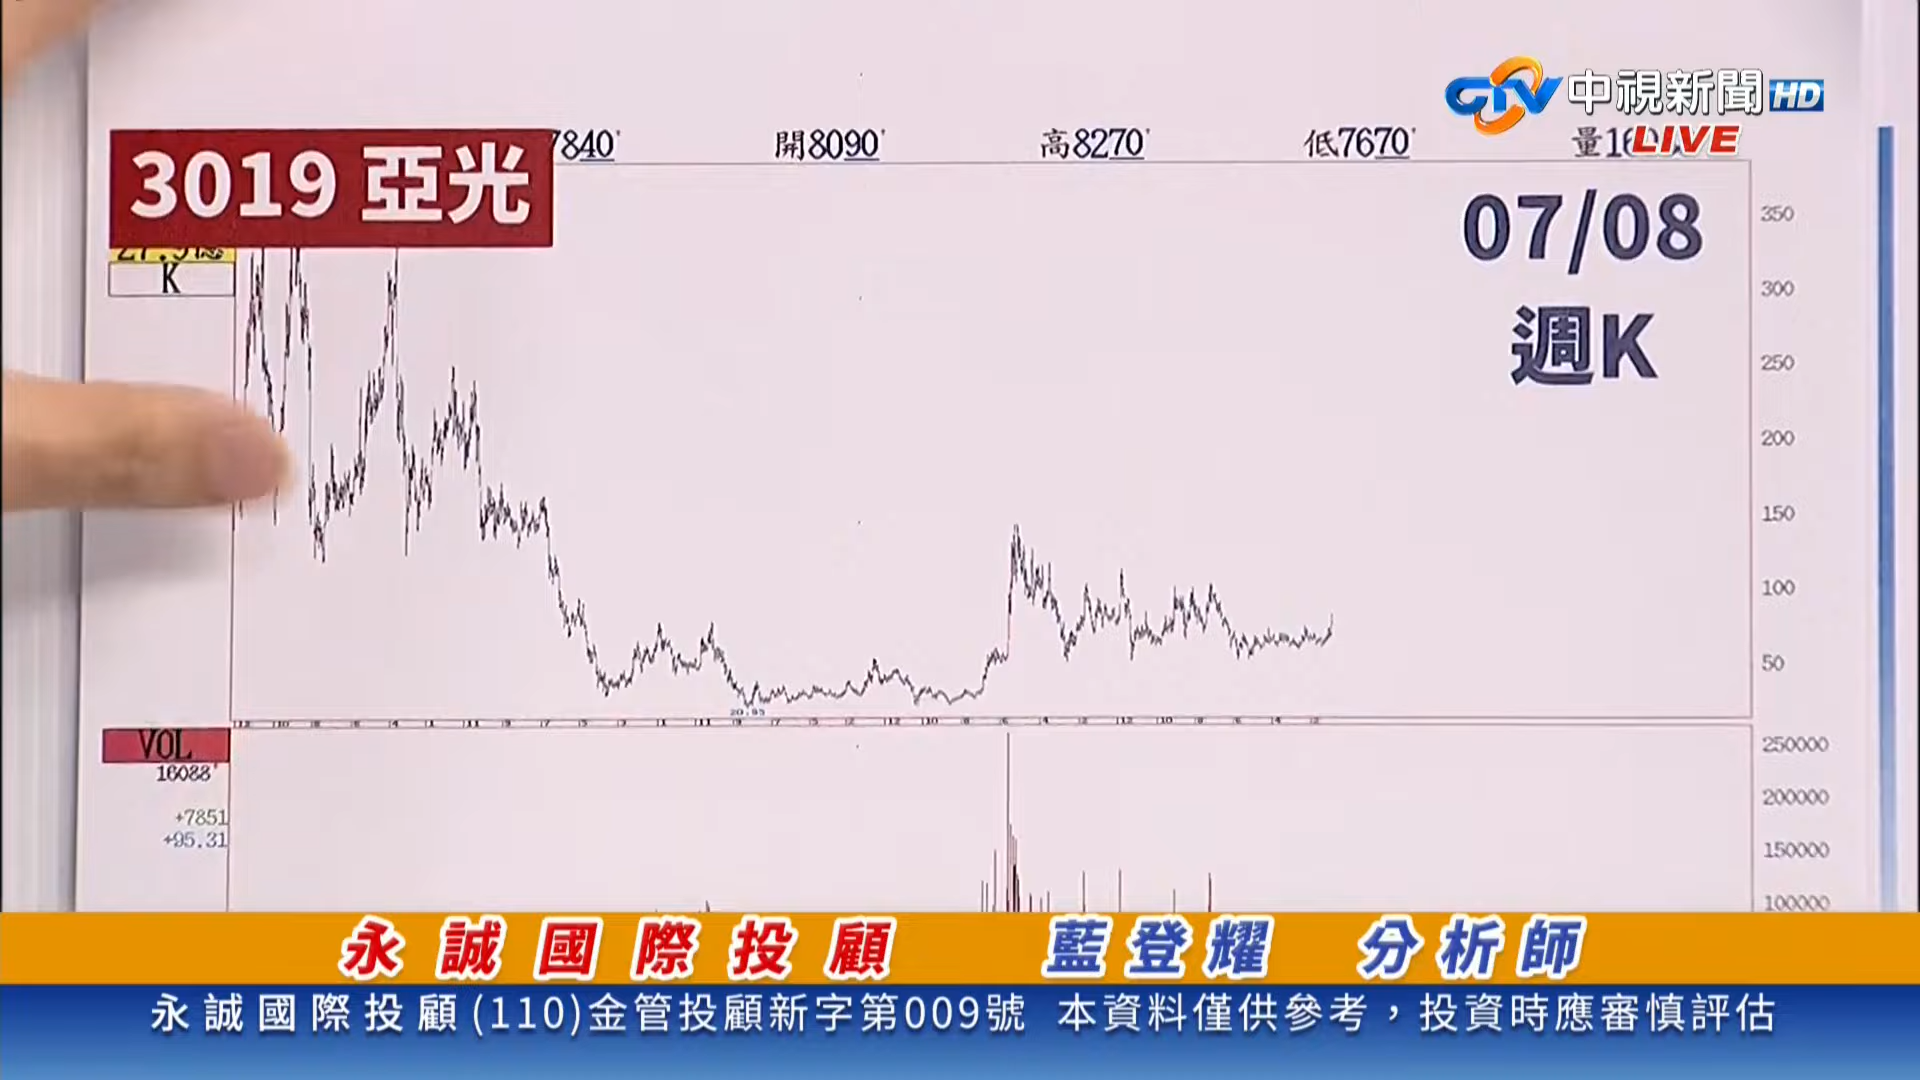 CTV 中視新聞 HD
LIVE
7840 開8090 高8270 低7670
3019 亞光
K
07/08
週K
350
300
250
200
150
100
50
20.95
VOL
16088
+7851
+95.31
250000
200000
150000
100000
永誠國際投顧 藍登耀 分析師
永誠國際投顧(110)金管投顧新字第009號 本資料僅供參考，投資時應審慎評估